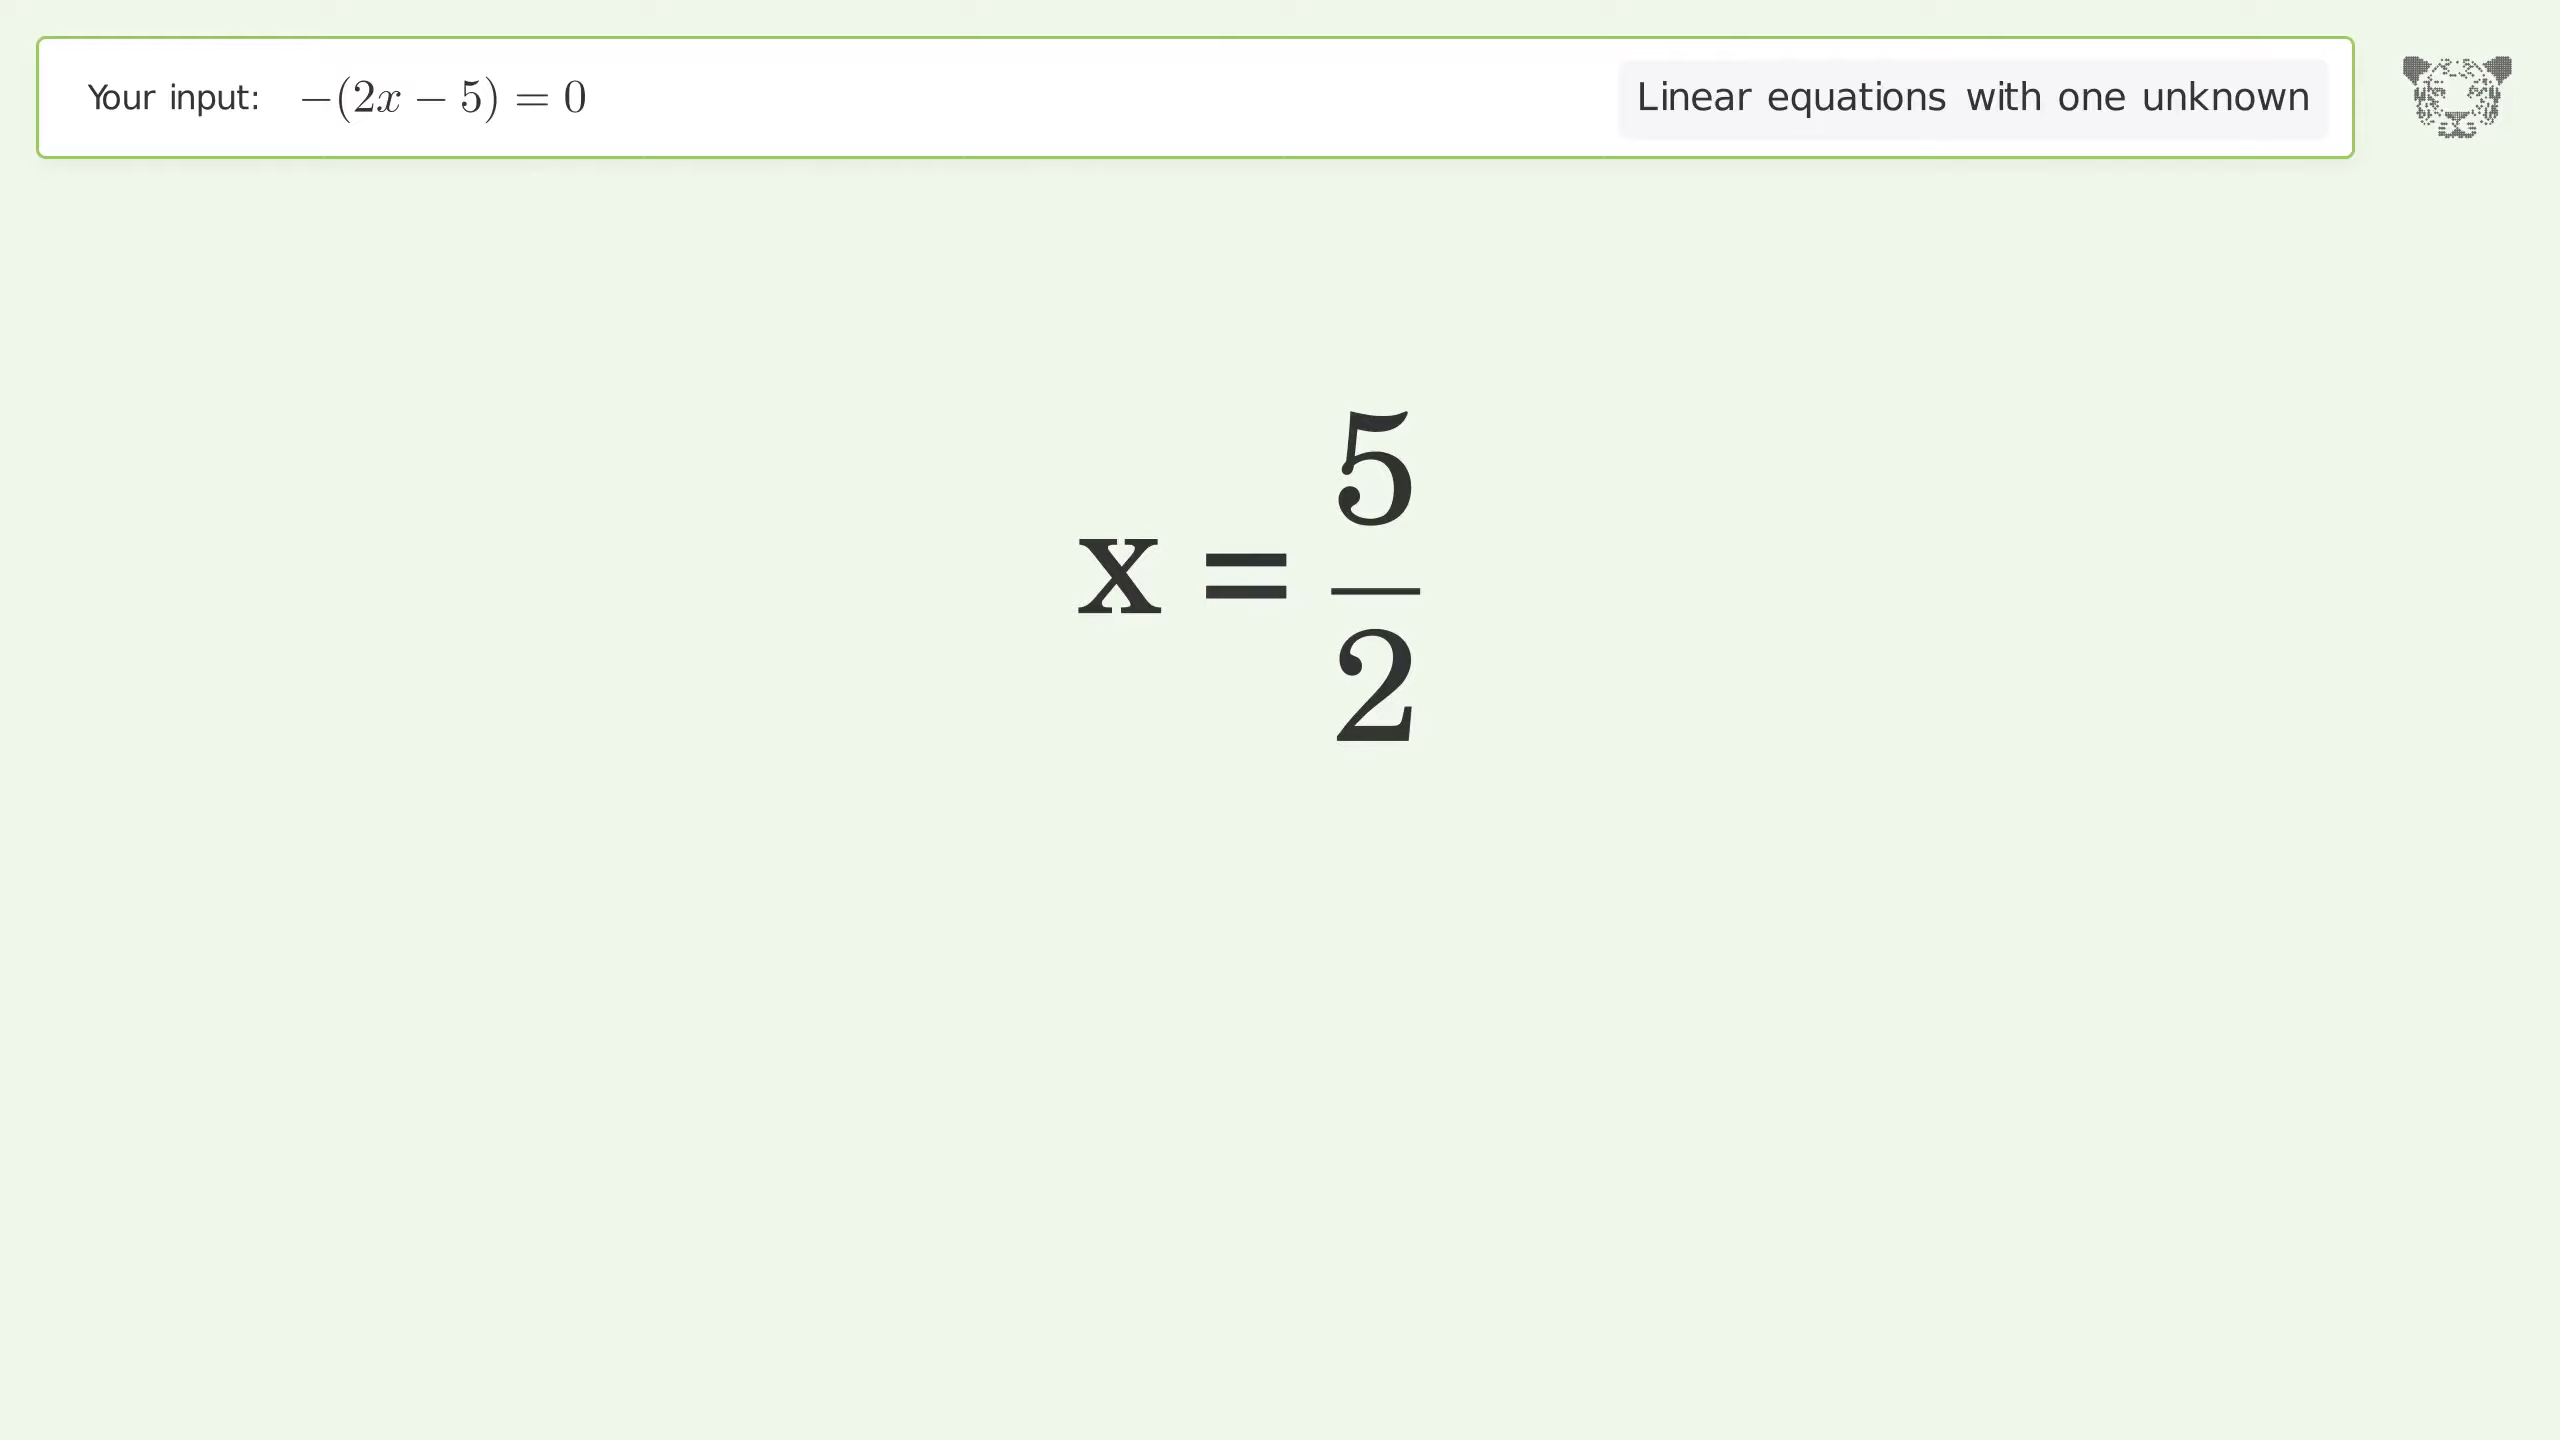 Your input: −(2x − 5) = 0
Linear equations with one unknown
x = 5/2